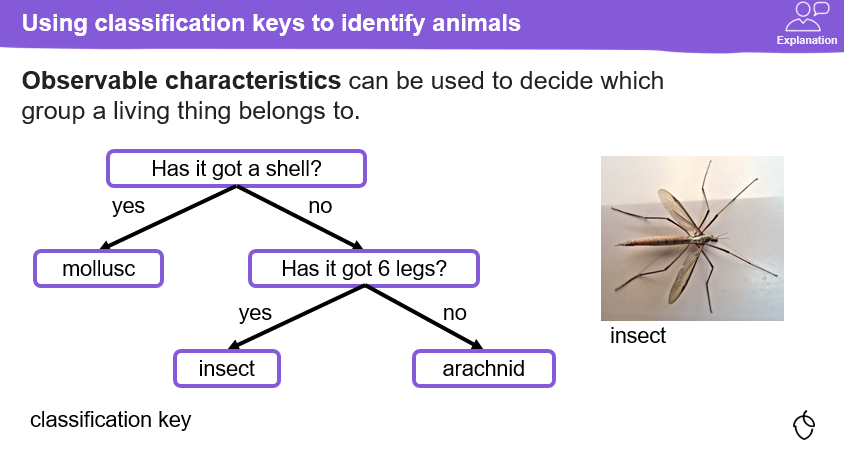 Using classification keys to identify animals
Explanation
Observable characteristics can be used to decide which
group a living thing belongs to.
Has it got a shell?
yes
no
mollusc
Has it got 6 legs?
yes
no
insect
arachnid
insect
classification key